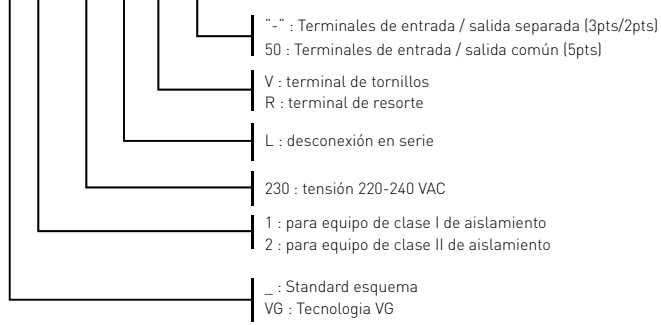 "-" : Terminales de entrada / salida separada (3pts/2pts)
50 : Terminales de entrada / salida común (5pts)
V : terminal de tornillos
R : terminal de resorte
L : desconexión en serie
230 : tensión 220-240 VAC
1 : para equipo de clase I de aislamiento
2 : para equipo de clase II de aislamiento
_ : Standard esquema
VG : Tecnologia VG